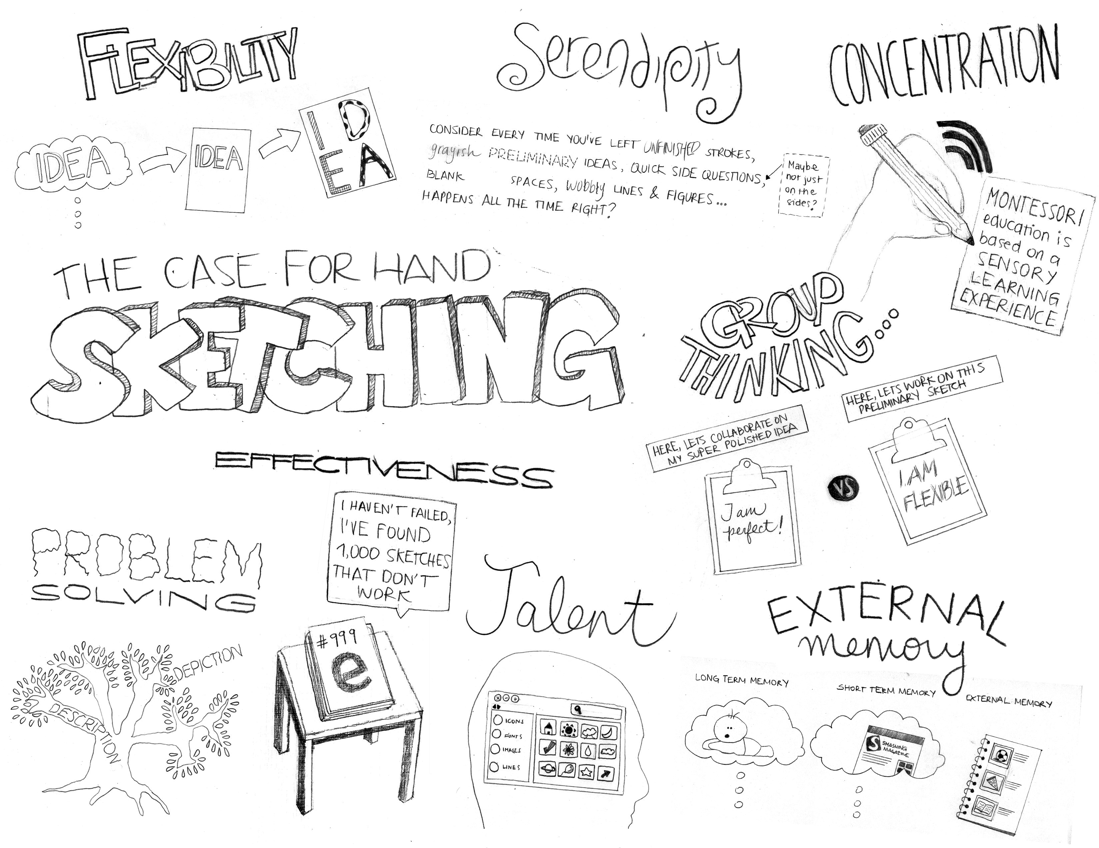 FLEXIBILITY
IDEA
IDEA
IDEA
Serendipity
CONSIDER EVERY TIME YOU'VE LEFT UNFINISHED STROKES,
grayish PRELIMINARY IDEAS, QUICK SIDE QUESTIONS,
BLANK SPACES, wobbly LINES & FIGURES...
HAPPENS ALL THE TIME RIGHT?
Maybe
not just
on the
sides?
CONCENTRATION
MONTESSORI
education is
based on a
SENSORY
LEARNING
EXPERIENCE
THE CASE FOR HAND
SKETCHING
GROUP
THINKING...
HERE, LETS COLLABORATE ON
MY SUPER POLISHED IDEA
I am
perfect!
VS
HERE, LETS WORK ON THIS
PRELIMINARY SKETCH
I AM
FLEXIBLE
EFFECTIVENESS
I HAVEN'T FAILED,
I'VE FOUND
1,000 SKETCHES
THAT DON'T
WORK
#999
e
PROBLEM
SOLVING
DESCRIPTION
DEPICTION
Talent
ICONS
FONTS
IMAGES
LINES
EXTERNAL
memory
LONG TERM MEMORY
SHORT TERM MEMORY
S SMASHING
MAGAZINE
EXTERNAL MEMORY